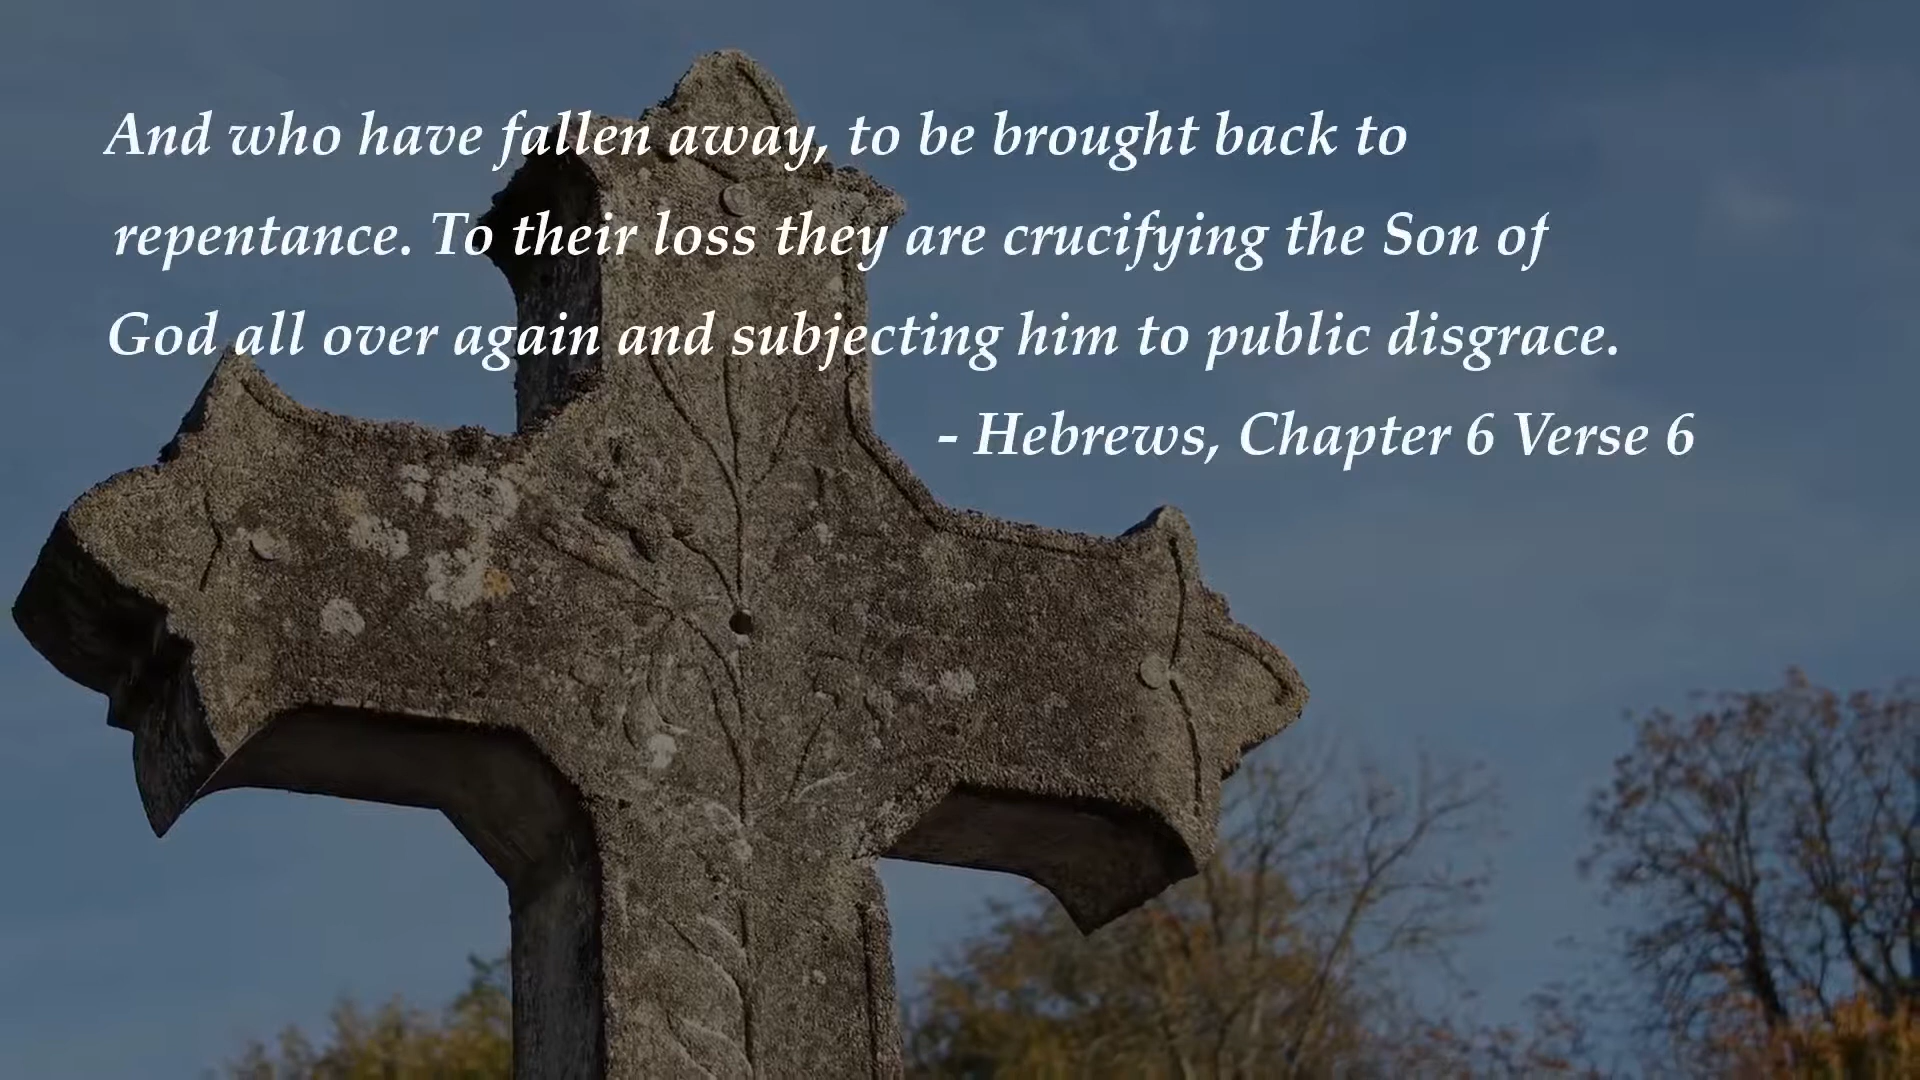 And who have fallen away, to be brought back to
repentance. To their loss they are crucifying the Son of
God all over again and subjecting him to public disgrace.
- Hebrews, Chapter 6 Verse 6